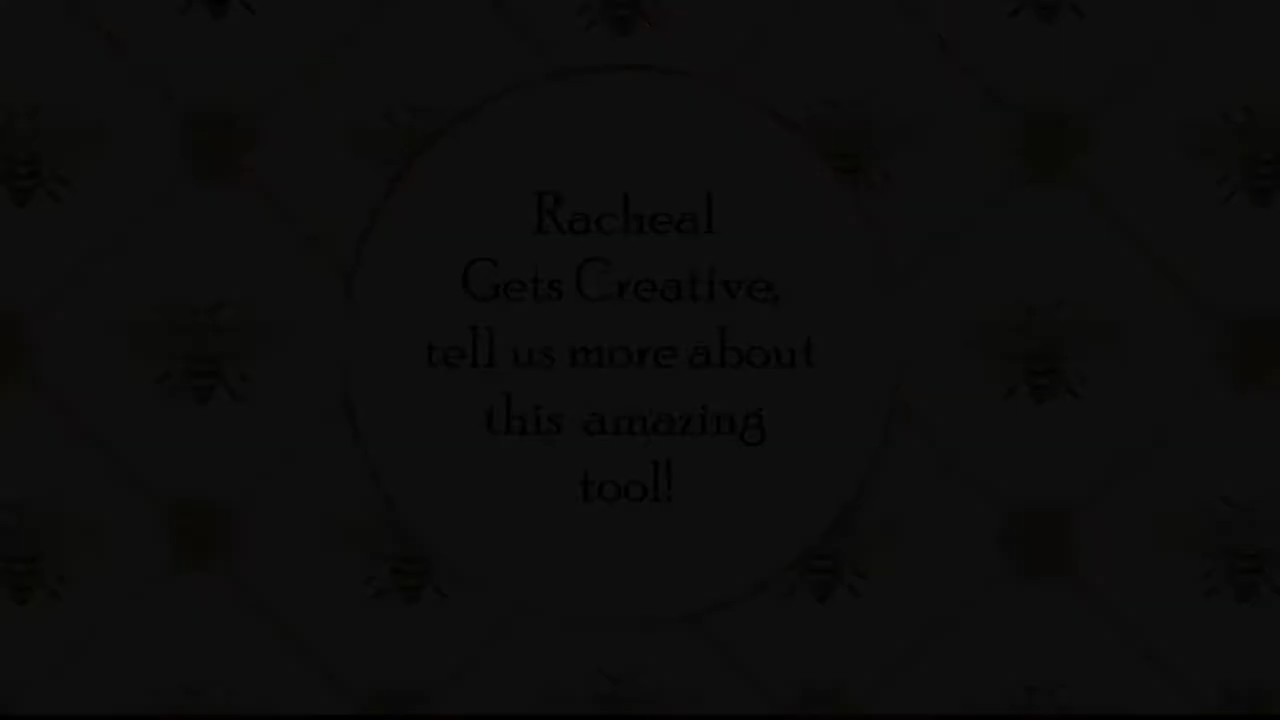 Racheal
Gets Creative,
tell us more about
this amazing
tool!